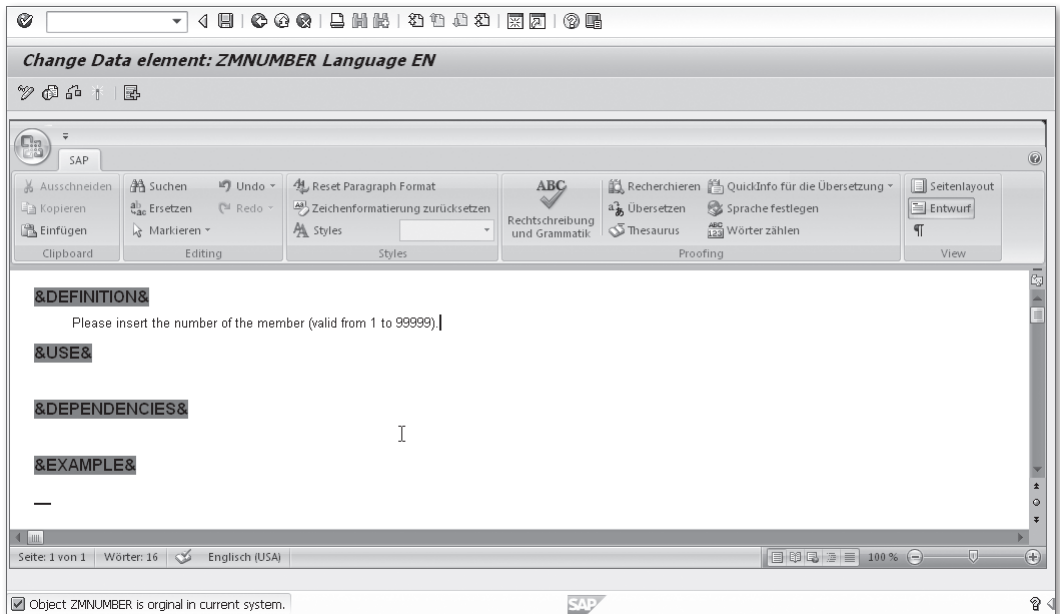 Change Data element: ZMNUMBER Language EN
SAP
Ausschneiden Suchen Undo Reset Paragraph Format ABC Recherchieren QuickInfo für die Übersetzung Seitenlayout
Kopieren Ersetzen Redo Zeichenformatierung zurücksetzen Rechtschreibung und Grammatik Übersetzen Sprache festlegen Entwurf
Einfügen Markieren Styles Thesaurus Wörter zählen ¶
Clipboard Editing Styles Proofing View
&DEFINITION&
Please insert the number of the member (valid from 1 to 99999).
&USE&
&DEPENDENCIES&
&EXAMPLE&
Seite: 1 von 1 Wörter: 16 Englisch (USA) 100 %
Object ZMNUMBER is orginal in current system. SAP